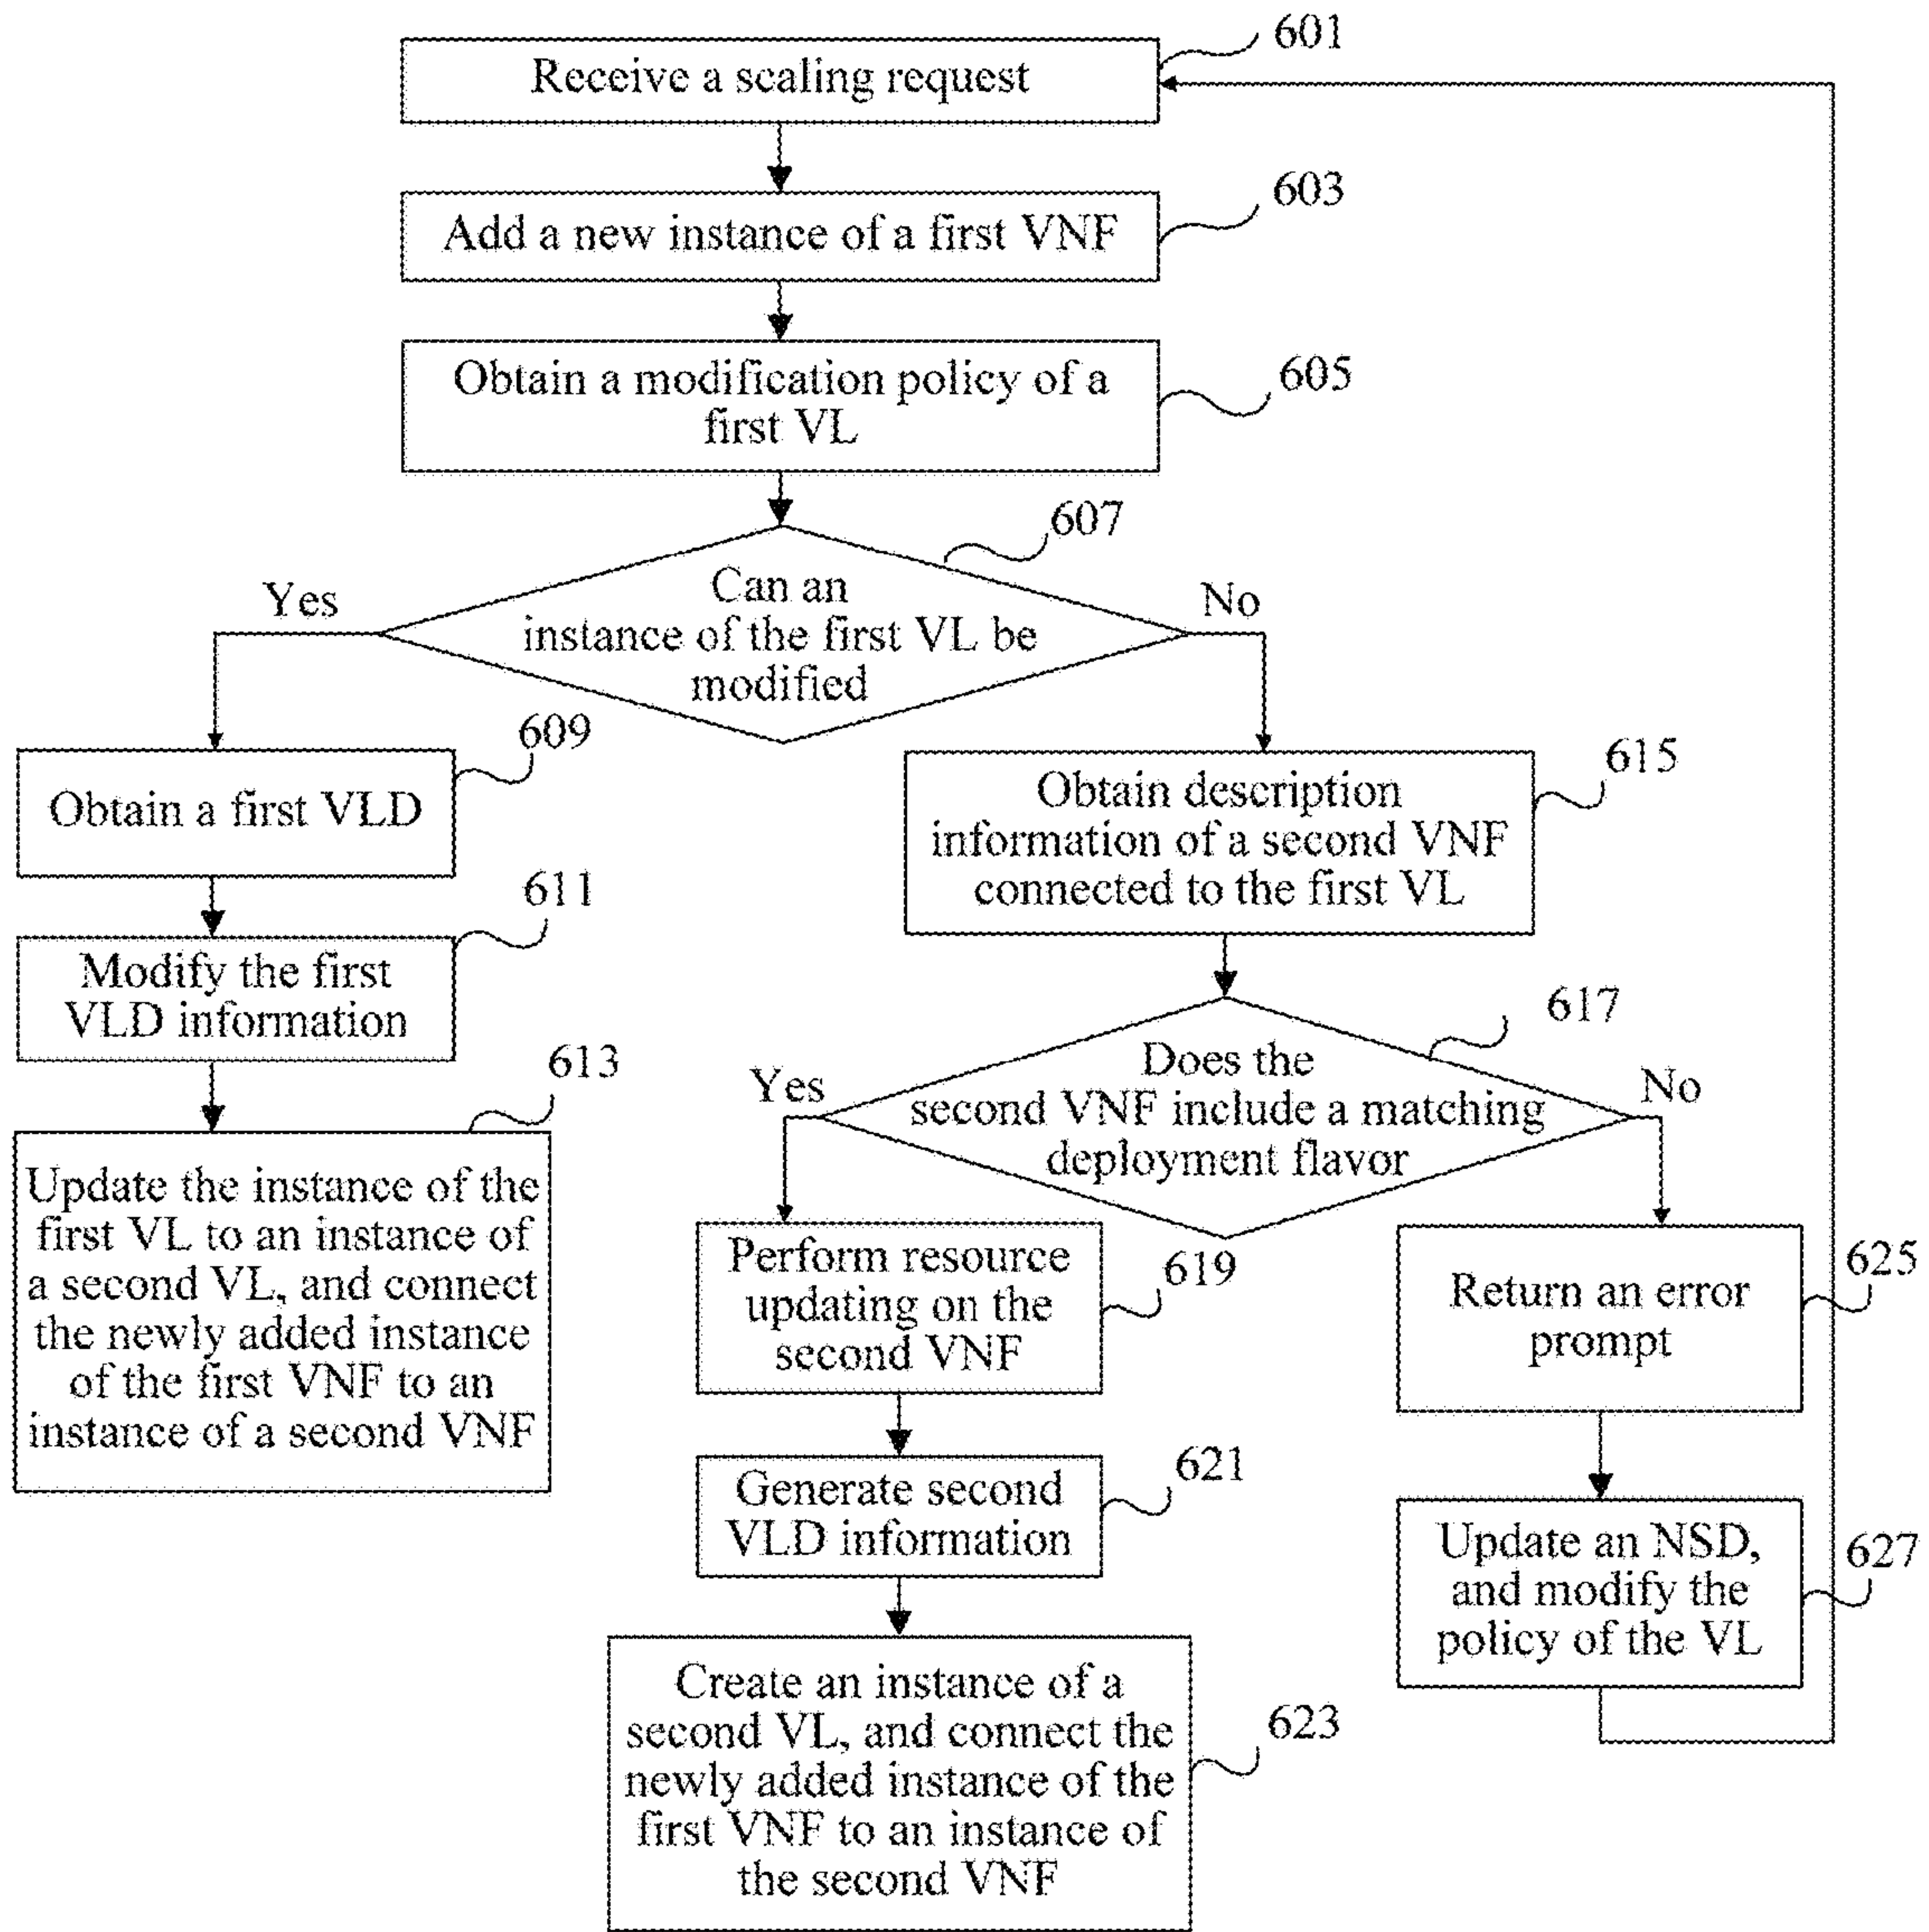 601
Receive a scaling request
603
Add a new instance of a first VNF
605
Obtain a modification policy of a
first VL
607
Can an
instance of the first VL be
modified
Yes
No
609
Obtain a first VLD
611
Modify the first
VLD information
613
Update the instance of the
first VL to an instance of
a second VL, and connect
the newly added instance
of the first VNF to an
instance of a second VNF
615
Obtain description
information of a second VNF
connected to the first VL
617
Does the
second VNF include a matching
deployment flavor
Yes
No
619
Perform resource
updating on the
second VNF
621
Generate second
VLD information
623
Create an instance of a
second VL, and connect the
newly added instance of the
first VNF to an instance of
the second VNF
625
Return an error
prompt
627
Update an NSD,
and modify the
policy of the VL